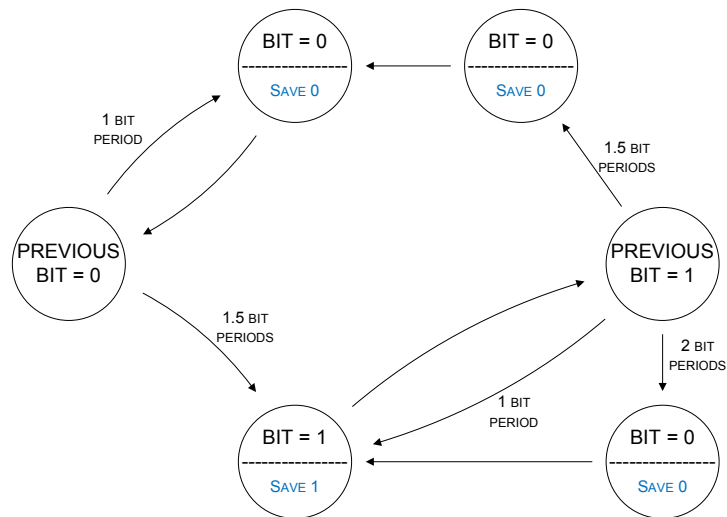 BIT = 0
SAVE 0
BIT = 0
SAVE 0
1 BIT
PERIOD
1.5 BIT
PERIODS
PREVIOUS
BIT = 0
PREVIOUS
BIT = 1
1.5 BIT
PERIODS
2 BIT
PERIODS
1 BIT
PERIOD
BIT = 1
SAVE 1
BIT = 0
SAVE 0